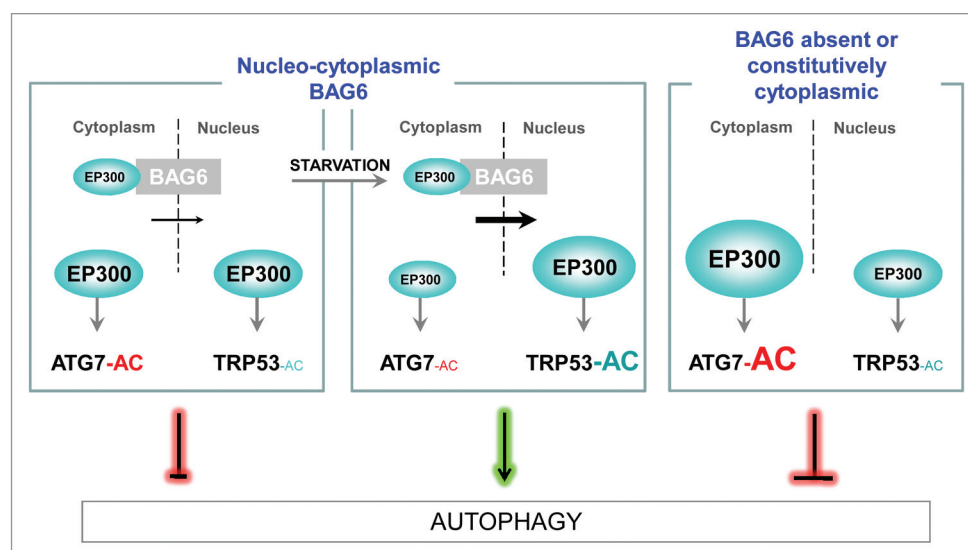 Nucleo-cytoplasmic
BAG6
BAG6 absent or
constitutively
cytoplasmic
Cytoplasm Nucleus
EP300 BAG6
EP300 EP300
ATG7-AC TRP53-AC
STARVATION
Cytoplasm Nucleus
EP300 BAG6
EP300 EP300
ATG7-AC TRP53-AC
Cytoplasm Nucleus
EP300 EP300
ATG7-AC TRP53-AC
AUTOPHAGY